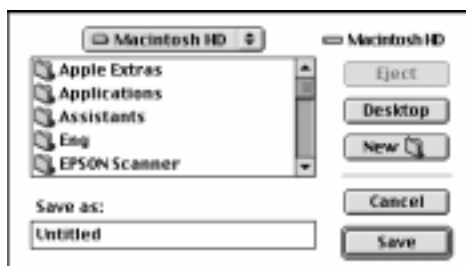 Macintosh HD
Macintosh HD
Apple Extras
Applications
Assistants
Eng
EPSON Scanner
Eject
Desktop
New
Save as:
Untitled
Cancel
Save